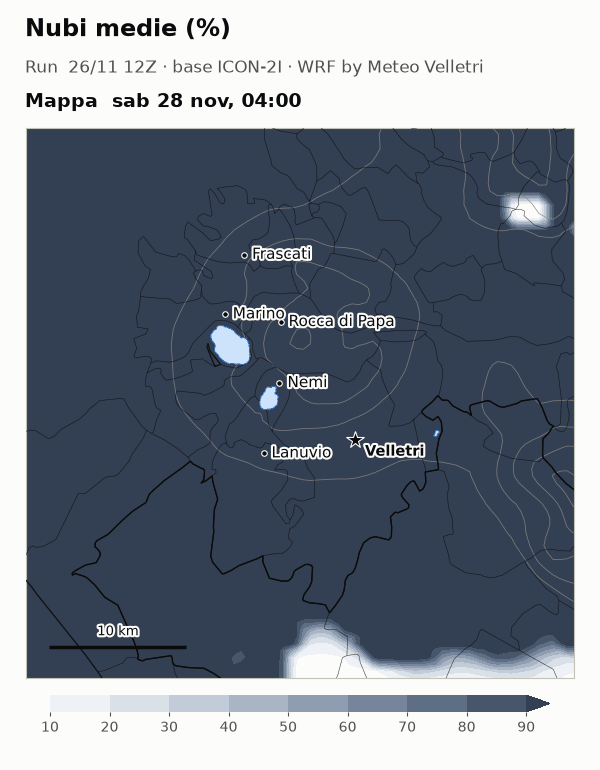 Nubi medie (%)
Run 26/11 12Z · base ICON-2I · WRF by Meteo Velletri
Mappa sab 28 nov, 04:00
Frascati
Marino
Rocca di Papa
Nemi
Velletri
Lanuvio
10 km
10 20 30 40 50 60 70 80 90